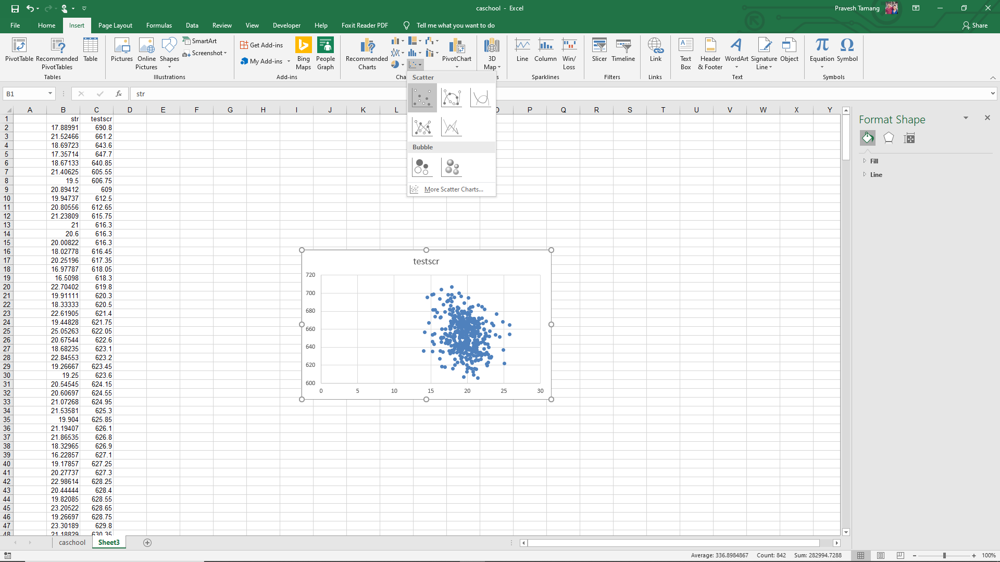 caschool - Excel
Pravesh Tamang
File Home Insert Page Layout Formulas Data Review View Developer Help Foxit Reader PDF Tell me what you want to do Share
PivotTable
Recommended PivotTables
Table
Tables
Pictures
Online Pictures
Shapes
SmartArt
Screenshot
Illustrations
Get Add-ins
My Add-ins
Bing Maps
People Graph
Add-ins
Recommended Charts
PivotChart
Cha
3D Map
s
Line
Column
Win/ Loss
Sparklines
Slicer
Timeline
Filters
Link
Links
Text Box
Header & Footer
WordArt
Signature Line
Object
Text
Equation
Symbol
Symbols
Scatter
Bubble
More Scatter Charts...
B1 fx str
A B C D E F G H I J K L O P Q R S T U V W X Y
1 str testscr
2 17.88991 690.8
3 21.52466 661.2
4 18.69723 643.6
5 17.35714 647.7
6 18.67133 640.85
7 21.40625 605.55
8 19.5 606.75
9 20.89412 609
10 19.94737 612.5
11 20.80556 612.65
12 21.23809 615.75
13 21 616.3
14 20.6 616.3
15 20.00822 616.3
16 18.02778 616.45
17 20.25196 617.35
18 16.97787 618.05
19 16.5098 618.3
20 22.70402 619.8
21 19.91111 620.3
22 18.33333 620.5
23 22.61905 621.4
24 19.44828 621.75
25 25.05263 622.05
26 20.67544 622.6
27 18.68235 623.1
28 22.84553 623.2
29 19.26667 623.45
30 19.25 623.6
31 20.54545 624.15
32 20.60697 624.55
33 21.07268 624.95
34 21.53581 625.3
35 19.904 625.85
36 21.19407 626.1
37 21.86535 626.8
38 18.32965 626.9
39 16.22857 627.1
40 19.17857 627.25
41 20.27737 627.3
42 22.98614 628.25
43 20.44444 628.4
44 19.82085 628.55
45 23.20522 628.65
46 19.26697 628.75
47 23.30189 629.8
48 21.18829 630.35
testscr
720
700
680
660
640
620
600
0 5 10 15 20 25 30
Format Shape
Fill
Line
caschool Sheet3
Average: 336.8984867 Count: 842 Sum: 282994.7288 100%